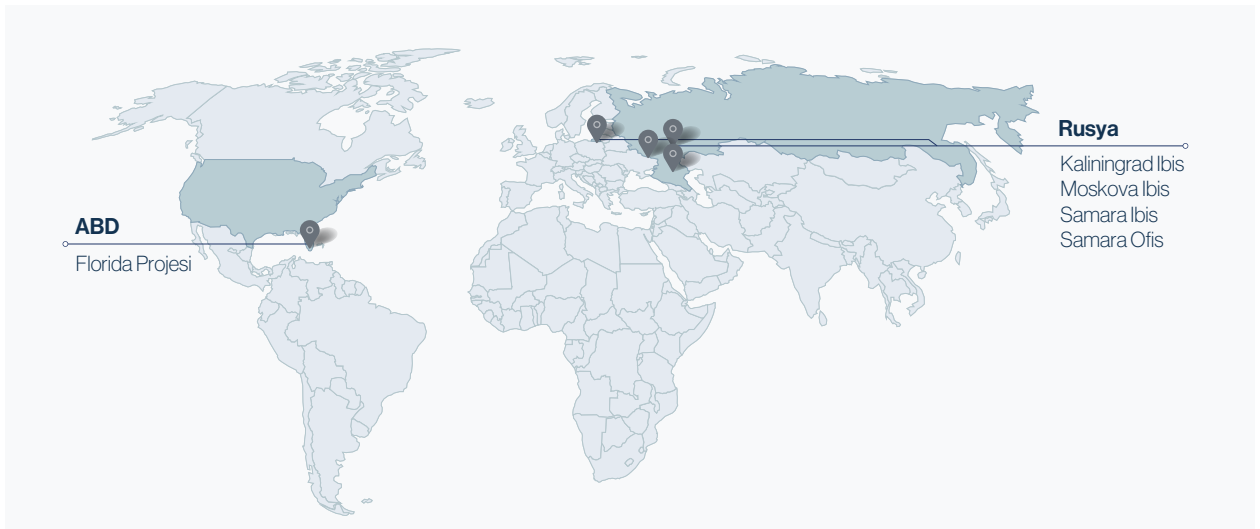 ABD
Florida Projesi
Rusya
Kaliningrad Ibis
Moskova Ibis
Samara Ibis
Samara Ofis